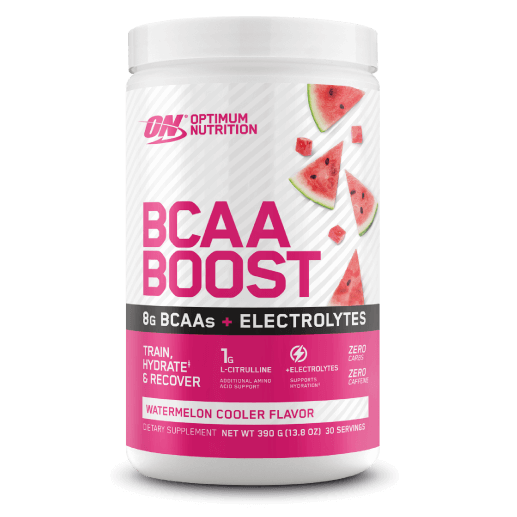 ON® OPTIMUM
NUTRITION
BCAA
BOOST
8G BCAAs + ELECTROLYTES
TRAIN,
HYDRATE‡
& RECOVER
1G
L-CITRULLINE
ADDITIONAL AMINO
ACID SUPPORT
+ELECTROLYTES
SUPPORTS
HYDRATION‡
ZERO
CARBS
ZERO
CAFFEINE
WATERMELON COOLER FLAVOR
DIETARY SUPPLEMENT NET WT 390 G (13.8 OZ) 30 SERVINGS